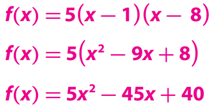 f(x) = 5(x − 1)(x − 8)
f(x) = 5(x² − 9x + 8)
f(x) = 5x² − 45x + 40